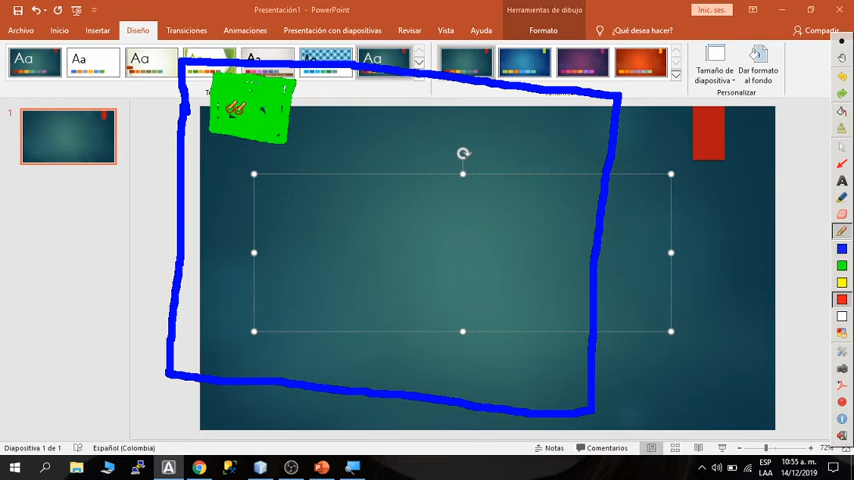 Presentación1 - PowerPoint
Herramientas de dibujo
Inic. ses.
Archivo Inicio Insertar Diseño Transiciones Animaciones Presentación con diapositivas Revisar Vista Ayuda Formato ¿Qué desea hacer? Compartir
Aa Aa Aa Aa Aa
Tamaño de diapositiva
Dar formato al fondo
Personalizar
1
Diapositiva 1 de 1 Español (Colombia) Notas Comentarios 72%
ESP 10:55 a. m.
LAA 14/12/2019